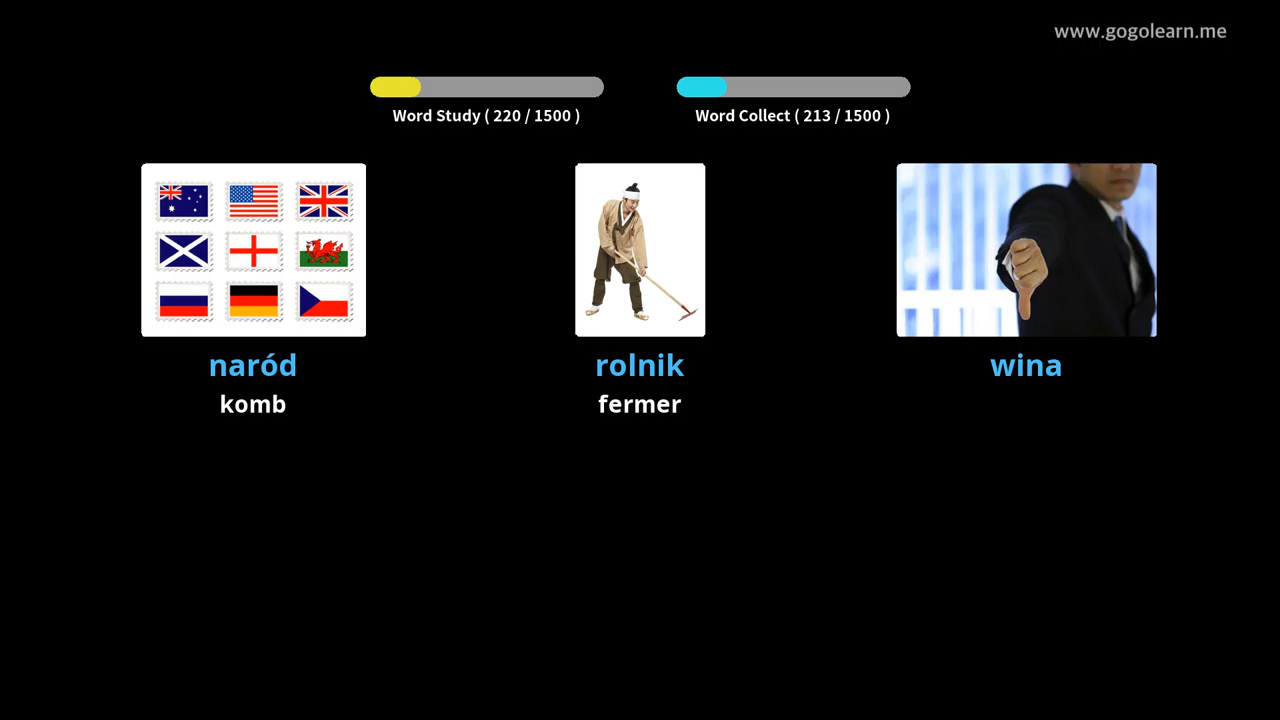 www.gogolearn.me
Word Study ( 220 / 1500 )
Word Collect ( 213 / 1500 )
naród
rolnik
wina
komb
fermer